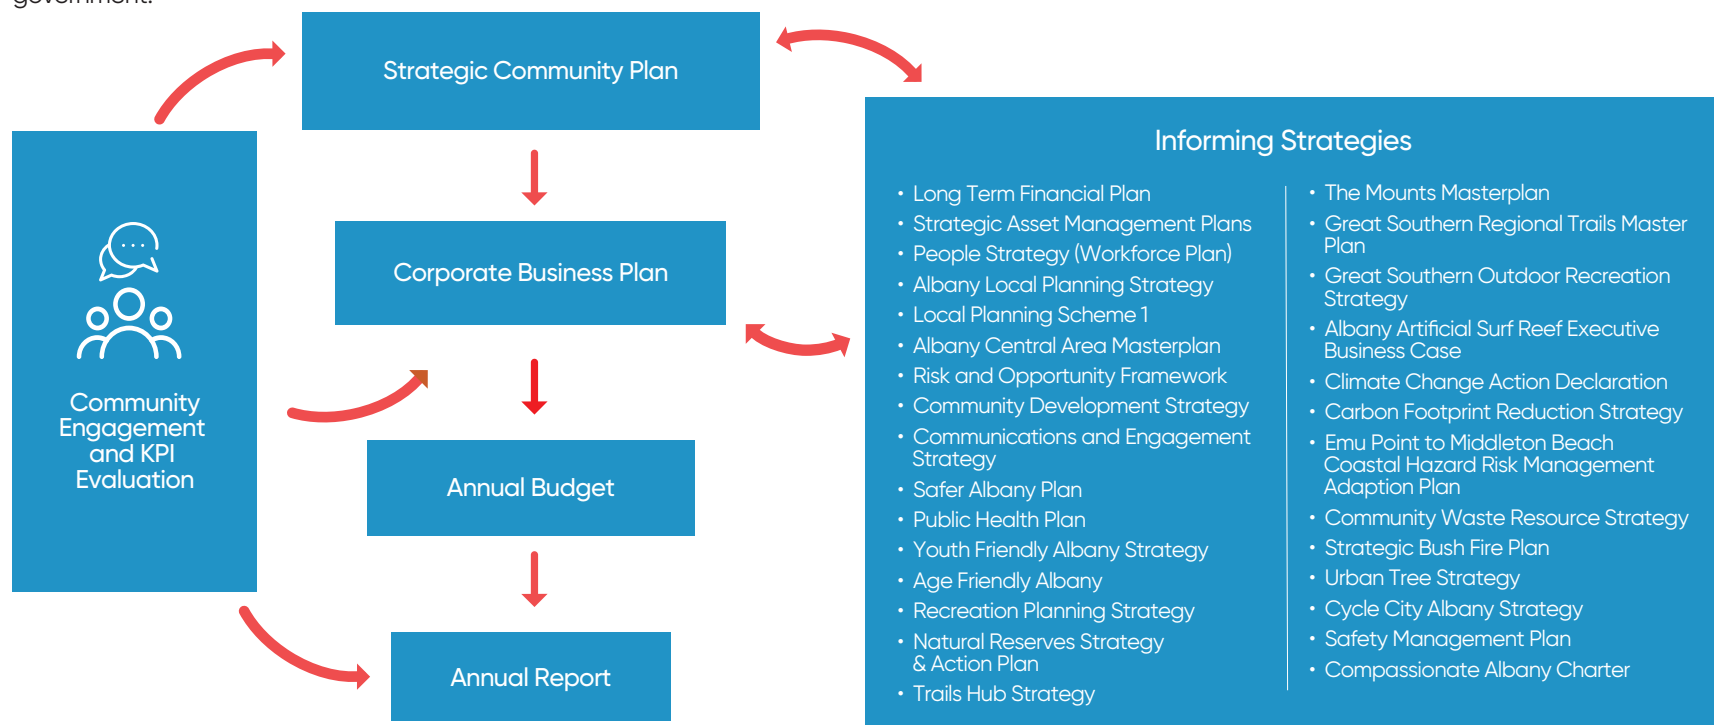 government.
Strategic Community Plan
Corporate Business Plan
Community
Engagement
and KPI
Evaluation
Annual Budget
Annual Report
Informing Strategies
• Long Term Financial Plan
• Strategic Asset Management Plans
• People Strategy (Workforce Plan)
• Albany Local Planning Strategy
• Local Planning Scheme 1
• Albany Central Area Masterplan
• Risk and Opportunity Framework
• Community Development Strategy
• Communications and Engagement
Strategy
• Safer Albany Plan
• Public Health Plan
• Youth Friendly Albany Strategy
• Age Friendly Albany
• Recreation Planning Strategy
• Natural Reserves Strategy
& Action Plan
• Trails Hub Strategy
• The Mounts Masterplan
• Great Southern Regional Trails Master
Plan
• Great Southern Outdoor Recreation
Strategy
• Albany Artificial Surf Reef Executive
Business Case
• Climate Change Action Declaration
• Carbon Footprint Reduction Strategy
• Emu Point to Middleton Beach
Coastal Hazard Risk Management
Adaption Plan
• Community Waste Resource Strategy
• Strategic Bush Fire Plan
• Urban Tree Strategy
• Cycle City Albany Strategy
• Safety Management Plan
• Compassionate Albany Charter